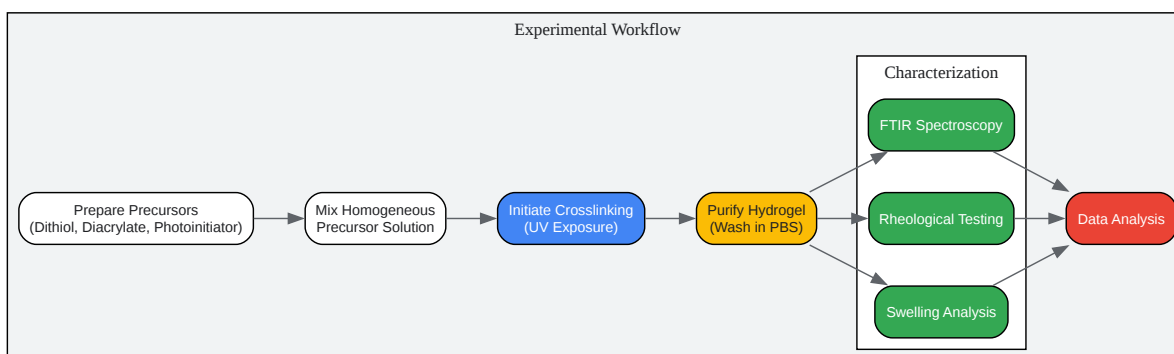 Experimental Workflow
Characterization
FTIR Spectroscopy
Prepare Precursors
(Dithiol, Diacrylate, Photoinitiator)
Mix Homogeneous
Precursor Solution
Initiate Crosslinking
(UV Exposure)
Purify Hydrogel
(Wash in PBS)
Rheological Testing
Data Analysis
Swelling Analysis